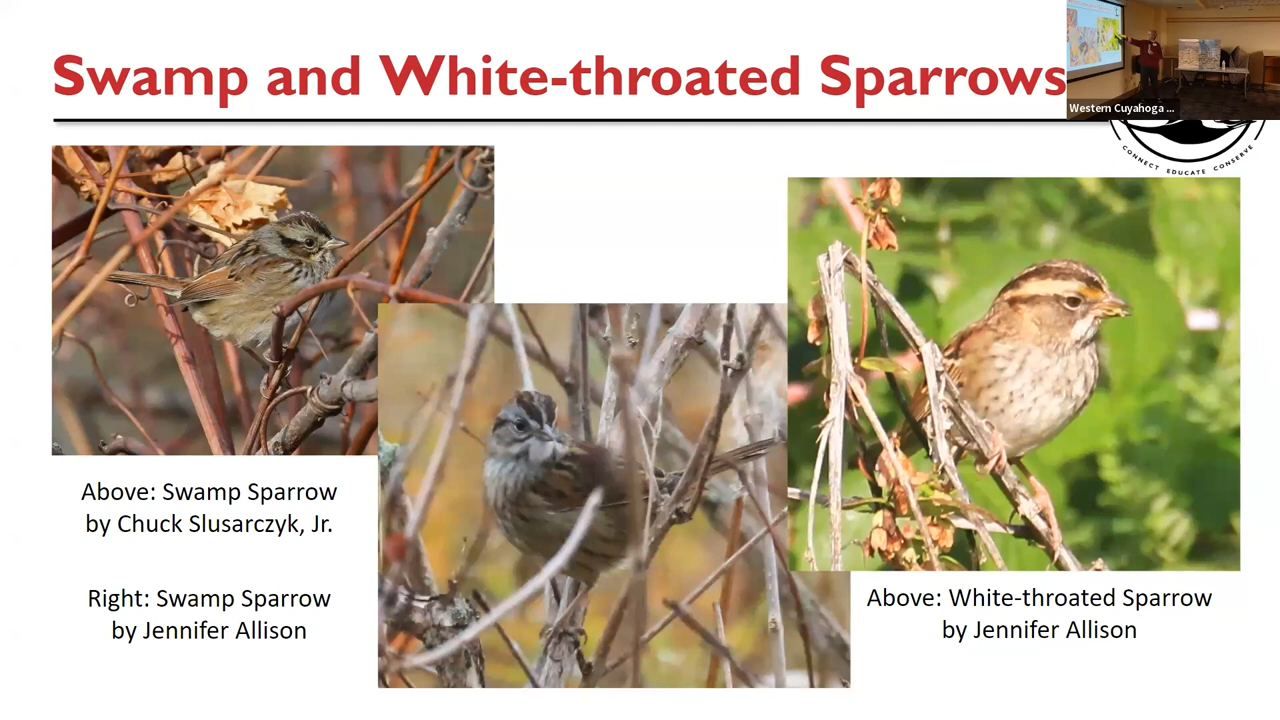 Swamp and White-throated Sparrows
Western Cuyahoga ...
CONNECT EDUCATE CONSERVE
Above: Swamp Sparrow
by Chuck Slusarczyk, Jr.
Right: Swamp Sparrow
by Jennifer Allison
Above: White-throated Sparrow
by Jennifer Allison